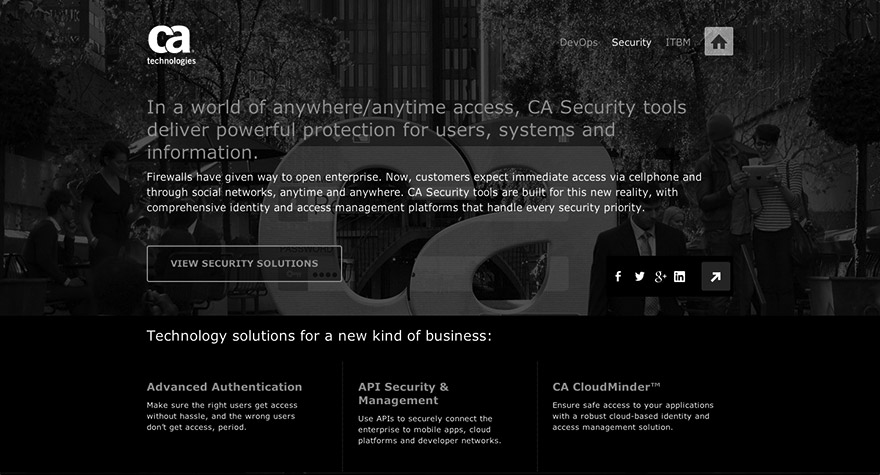 ca
technologies
DevOps Security ITBM
In a world of anywhere/anytime access, CA Security tools
deliver powerful protection for users, systems and
information.
Firewalls have given way to open enterprise. Now, customers expect immediate access via cellphone and
through social networks, anytime and anywhere. CA Security tools are built for this new reality, with
comprehensive identity and access management platforms that handle every security priority.
ca
PASSWORD
VIEW SECURITY SOLUTIONS
Technology solutions for a new kind of business:
Advanced Authentication
Make sure the right users get access
without hassle, and the wrong users
don't get access, period.
API Security &
Management
Use APIs to securely connect the
enterprise to mobile apps, cloud
platforms and developer networks.
CA CloudMinder™
Ensure safe access to your applications
with a robust cloud-based identity and
access management solution.